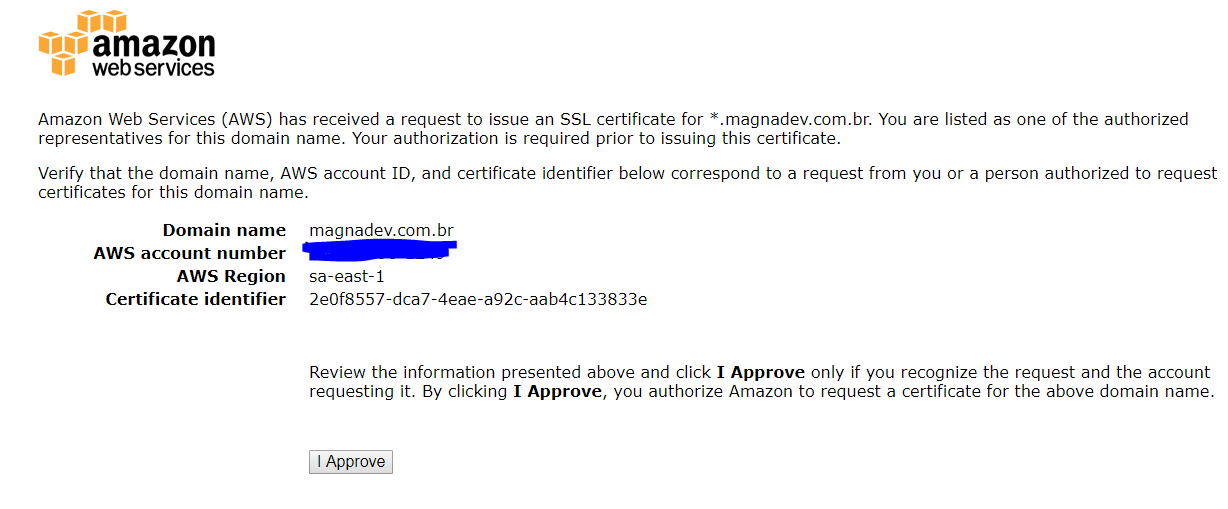 amazon
web services
Amazon Web Services (AWS) has received a request to issue an SSL certificate for *.magnadev.com.br. You are listed as one of the authorized
representatives for this domain name. Your authorization is required prior to issuing this certificate.
Verify that the domain name, AWS account ID, and certificate identifier below correspond to a request from you or a person authorized to request
certificates for this domain name.
Domain name magnadev.com.br
AWS account number
AWS Region sa-east-1
Certificate identifier 2e0f8557-dca7-4eae-a92c-aab4c133833e
Review the information presented above and click I Approve only if you recognize the request and the account
requesting it. By clicking I Approve, you authorize Amazon to request a certificate for the above domain name.
I Approve